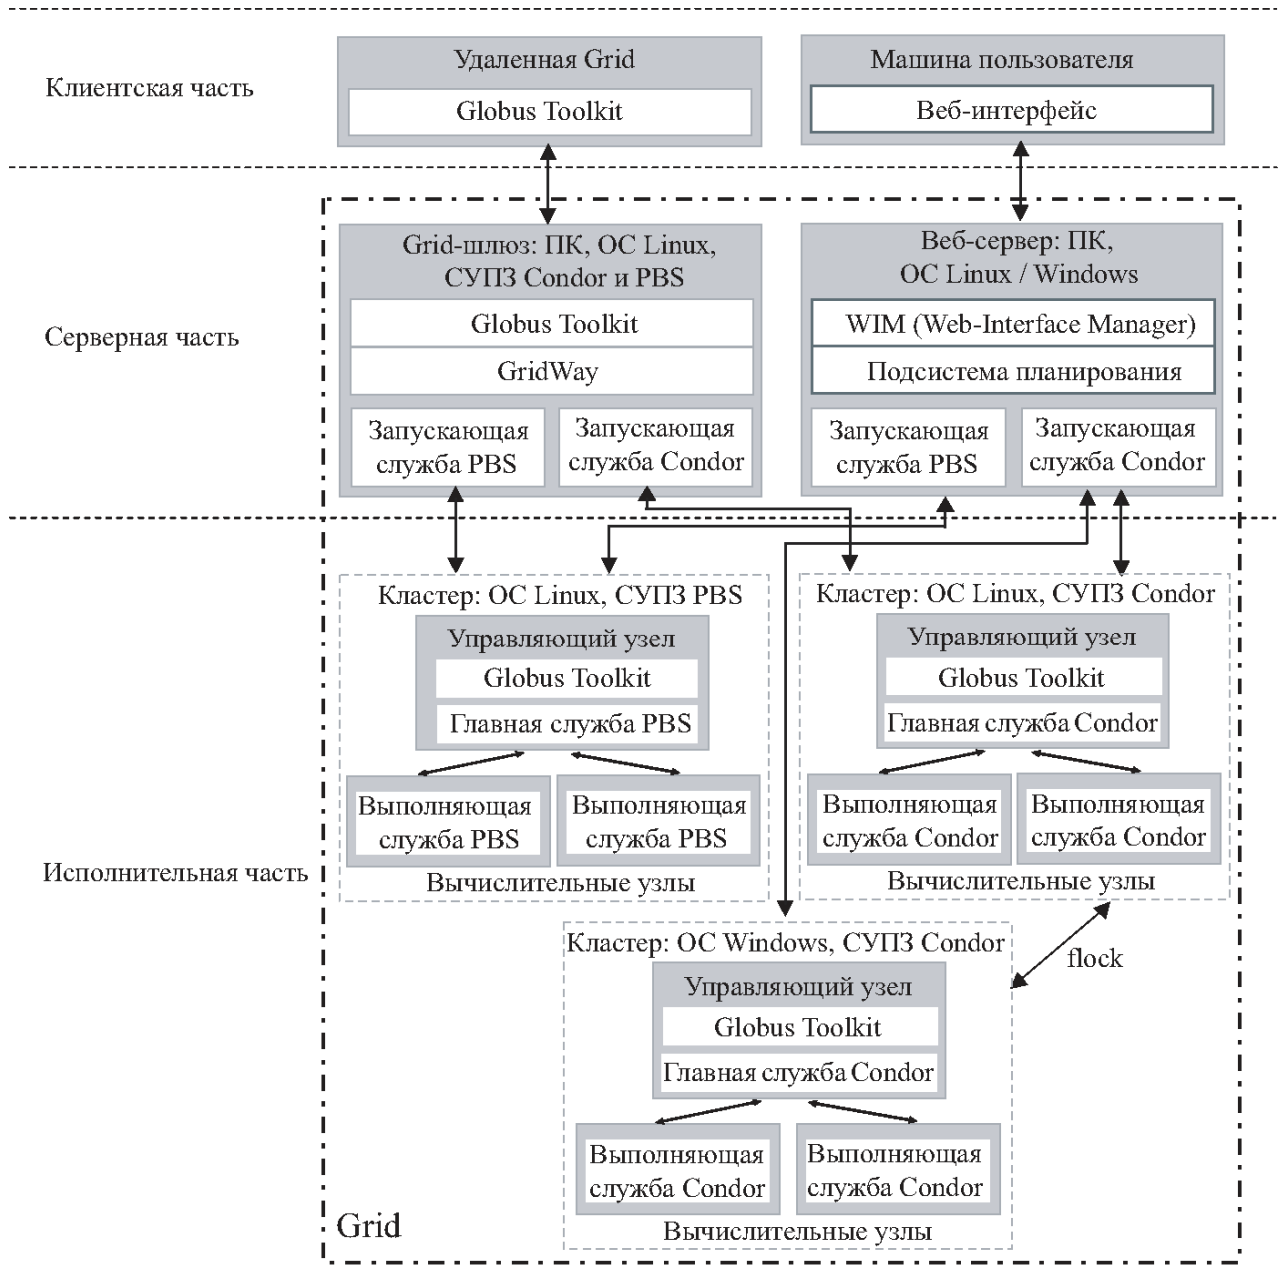 Клиентская часть
Удаленная Grid
Globus Toolkit
Машина пользователя
Веб-интерфейс
Серверная часть
Grid-шлюз: ПК, ОС Linux,
СУПЗ Condor и PBS
Globus Toolkit
GridWay
Запускающая
служба PBS
Запускающая
служба Condor
Веб-сервер: ПК,
ОС Linux / Windows
WIM (Web-Interface Manager)
Подсистема планирования
Запускающая
служба PBS
Запускающая
служба Condor
Исполнительная часть
Кластер: ОС Linux, СУПЗ PBS
Управляющий узел
Globus Toolkit
Главная служба PBS
Выполняющая
служба PBS
Выполняющая
служба PBS
Вычислительные узлы
Кластер: ОС Linux, СУПЗ Condor
Управляющий узел
Globus Toolkit
Главная служба Condor
Выполняющая
служба Condor
Выполняющая
служба Condor
Вычислительные узлы
flock
Кластер: ОС Windows, СУПЗ Condor
Управляющий узел
Globus Toolkit
Главная служба Condor
Выполняющая
служба Condor
Выполняющая
служба Condor
Вычислительные узлы
Grid